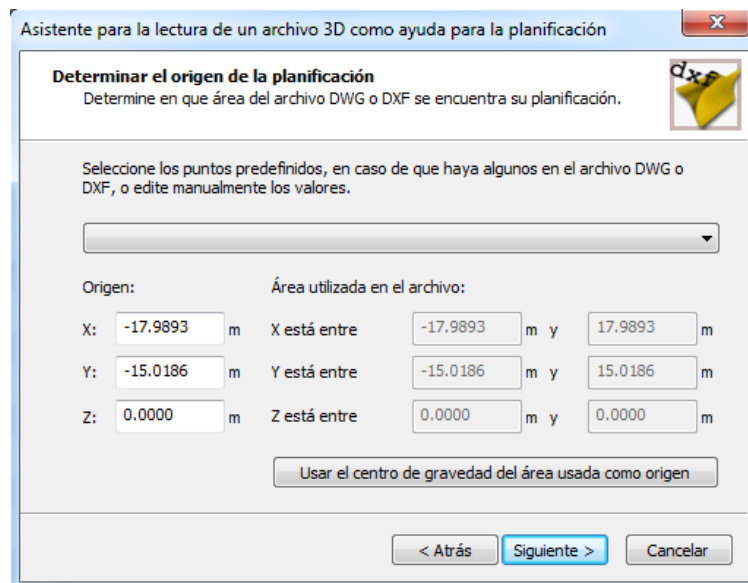 Asistente para la lectura de un archivo 3D como ayuda para la planificación
x
Determinar el origen de la planificación
Determine en que área del archivo DWG o DXF se encuentra su planificación.
dxf
Seleccione los puntos predefinidos, en caso de que haya algunos en el archivo DWG o
DXF, o edite manualmente los valores.
Origen: Área utilizada en el archivo:
X: -17.9893 m X está entre -17.9893 m y 17.9893 m
Y: -15.0186 m Y está entre -15.0186 m y 15.0186 m
Z: 0.0000 m Z está entre 0.0000 m y 0.0000 m
Usar el centro de gravedad del área usada como origen
< Atrás Siguiente > Cancelar